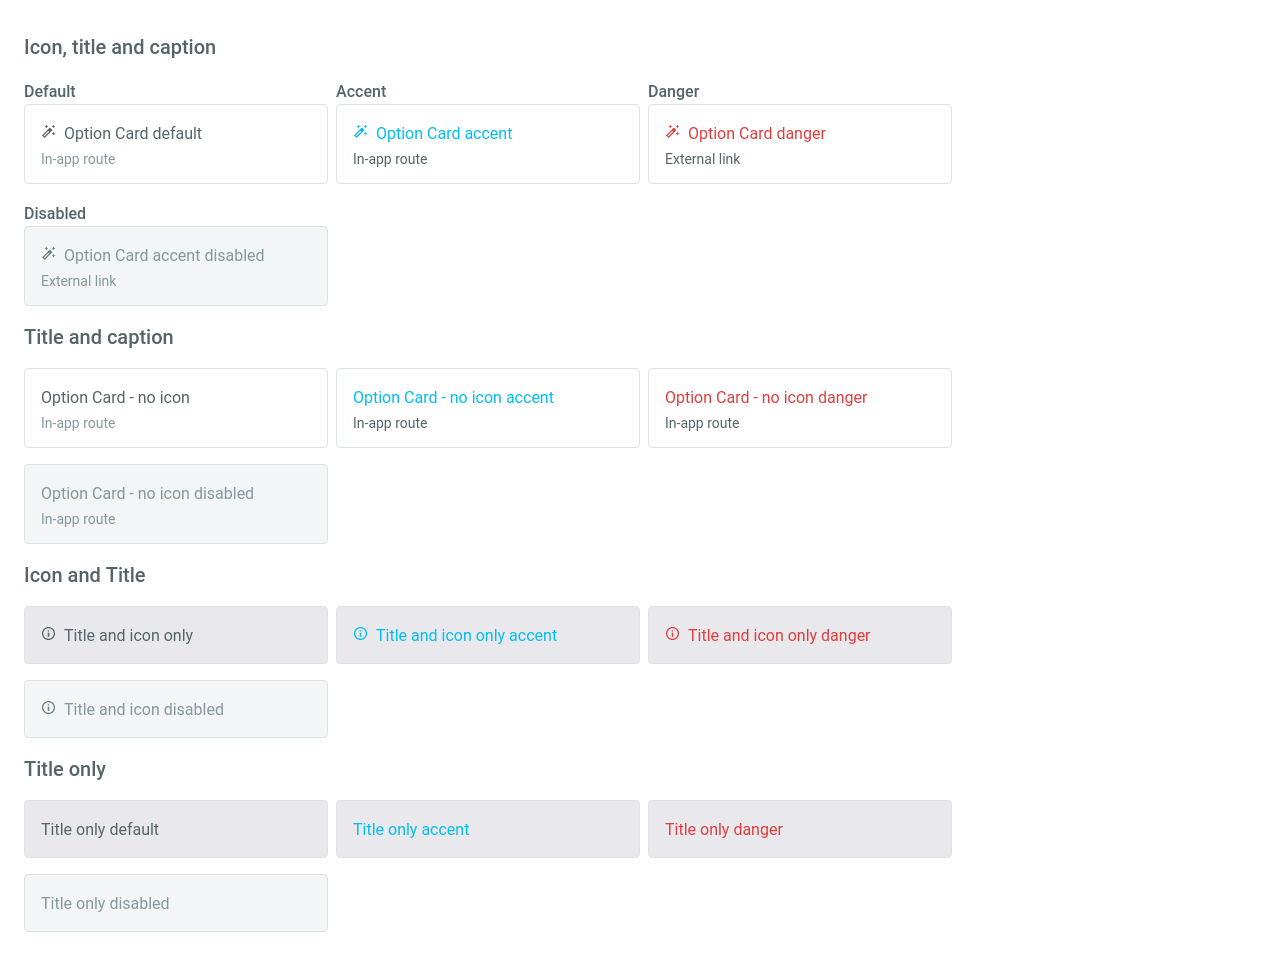 Icon, title and caption
Default
Accent
Danger
Option Card default
Option Card accent
Option Card danger
In-app route
In-app route
External link
Disabled
Option Card accent disabled
External link
Title and caption
Option Card - no icon
Option Card - no icon accent
Option Card - no icon danger
In-app route
In-app route
In-app route
Option Card - no icon disabled
In-app route
Icon and Title
Title and icon only
Title and icon only accent
Title and icon only danger
Title and icon disabled
Title only
Title only default
Title only accent
Title only danger
Title only disabled